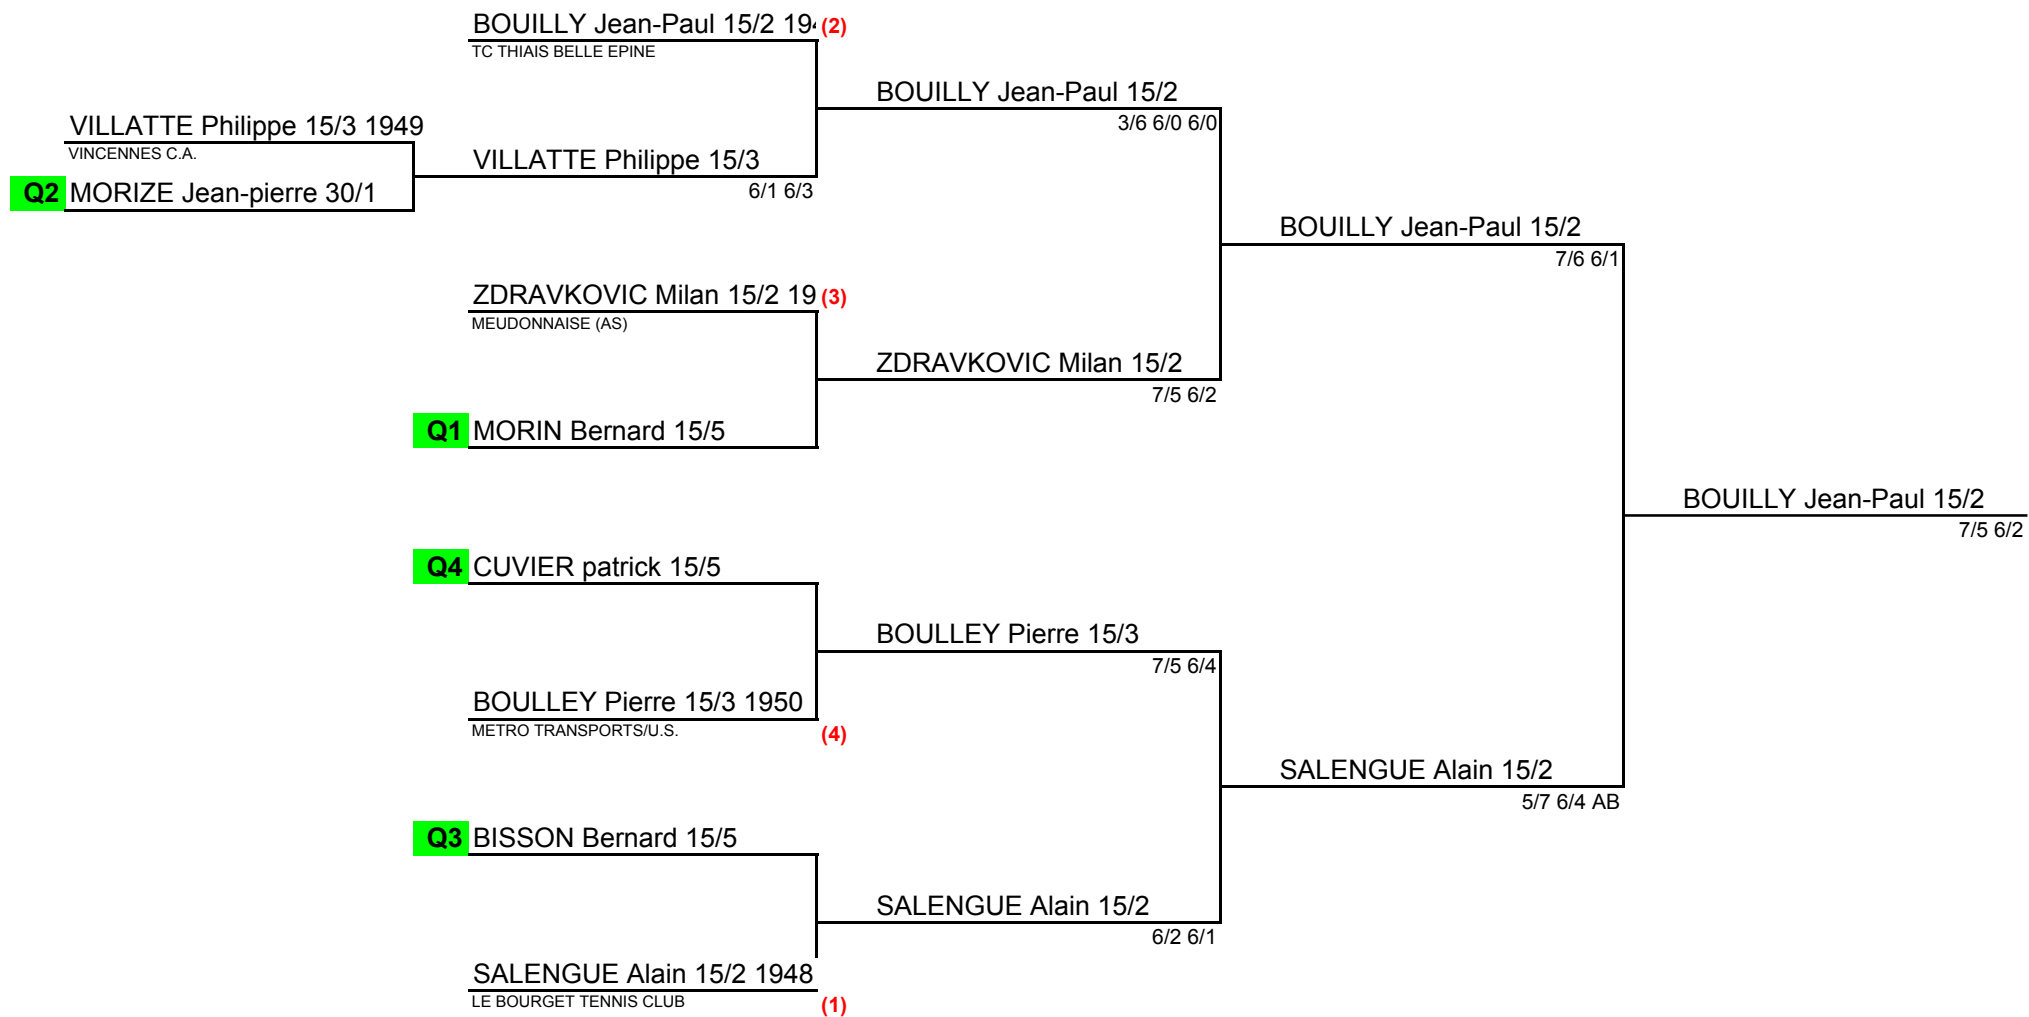 BOUILLY Jean-Paul 15/2 19 (2)
TC THIAIS BELLE EPINE
BOUILLY Jean-Paul 15/2
3/6 6/0 6/0
VILLATTE Philippe 15/3 1949
VINCENNES C.A.
VILLATTE Philippe 15/3
6/1 6/3
Q2 MORIZE Jean-pierre 30/1
BOUILLY Jean-Paul 15/2
7/6 6/1
ZDRAVKOVIC Milan 15/2 19 (3)
MEUDONNAISE (AS)
ZDRAVKOVIC Milan 15/2
7/5 6/2
Q1 MORIN Bernard 15/5
BOUILLY Jean-Paul 15/2
7/5 6/2
Q4 CUVIER patrick 15/5
BOULLEY Pierre 15/3
7/5 6/4
BOULLEY Pierre 15/3 1950
METRO TRANSPORTS/U.S. (4)
SALENGUE Alain 15/2
5/7 6/4 AB
Q3 BISSON Bernard 15/5
SALENGUE Alain 15/2
6/2 6/1
SALENGUE Alain 15/2 1948
LE BOURGET TENNIS CLUB (1)